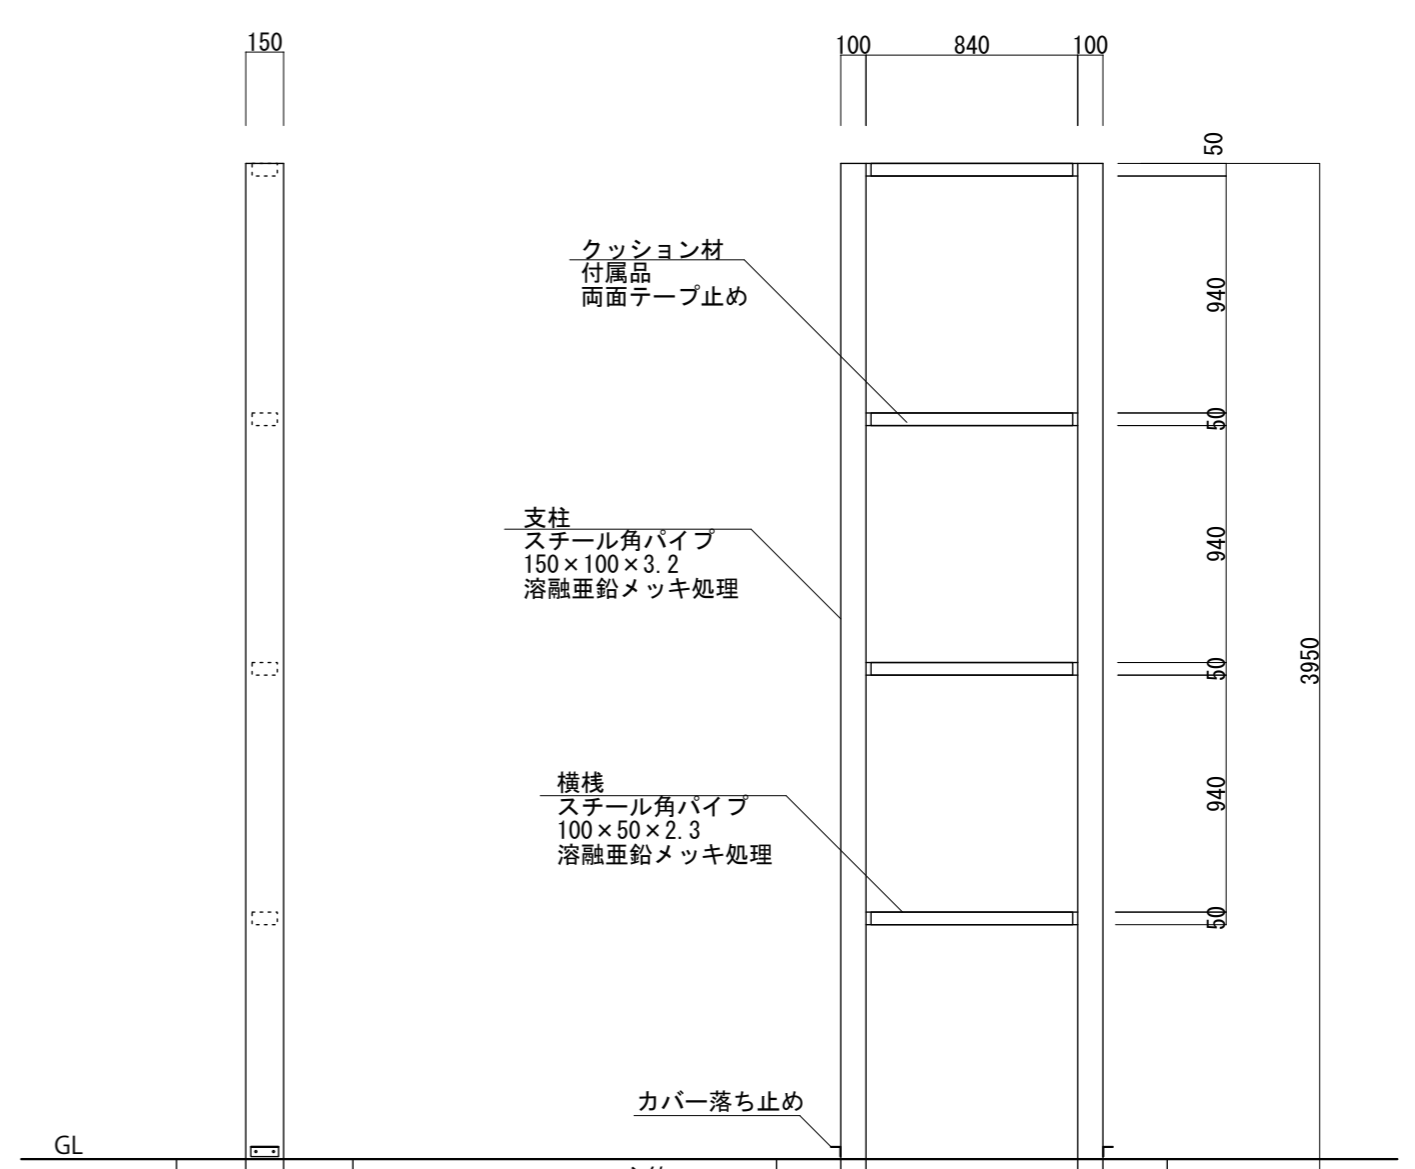 150
100
840
100
50
クッション材
付属品
両面テープ止め
940
50
支柱
スチール角パイプ
150×100×3.2
溶融亜鉛メッキ処理
940
50
3950
横桟
スチール角パイプ
100×50×2.3
溶融亜鉛メッキ処理
940
50
カバー落ち止め
GL